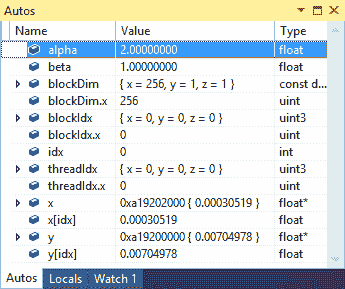 Autos
Name Value Type
alpha 2.00000000 float
beta 1.00000000 float
blockDim { x = 256, y = 1, z = 1 } const d...
blockDim.x 256 uint
blockIdx { x = 0, y = 0, z = 0 } uint3
blockIdx.x 0 uint
idx 0 int
threadIdx { x = 0, y = 0, z = 0 } uint3
threadIdx.x 0 uint
x 0xa19202000 { 0.00030519 } float*
x[idx] 0.00030519 float
y 0xa19200000 { 0.00704978 } float*
y[idx] 0.00704978 float
Autos Locals Watch 1